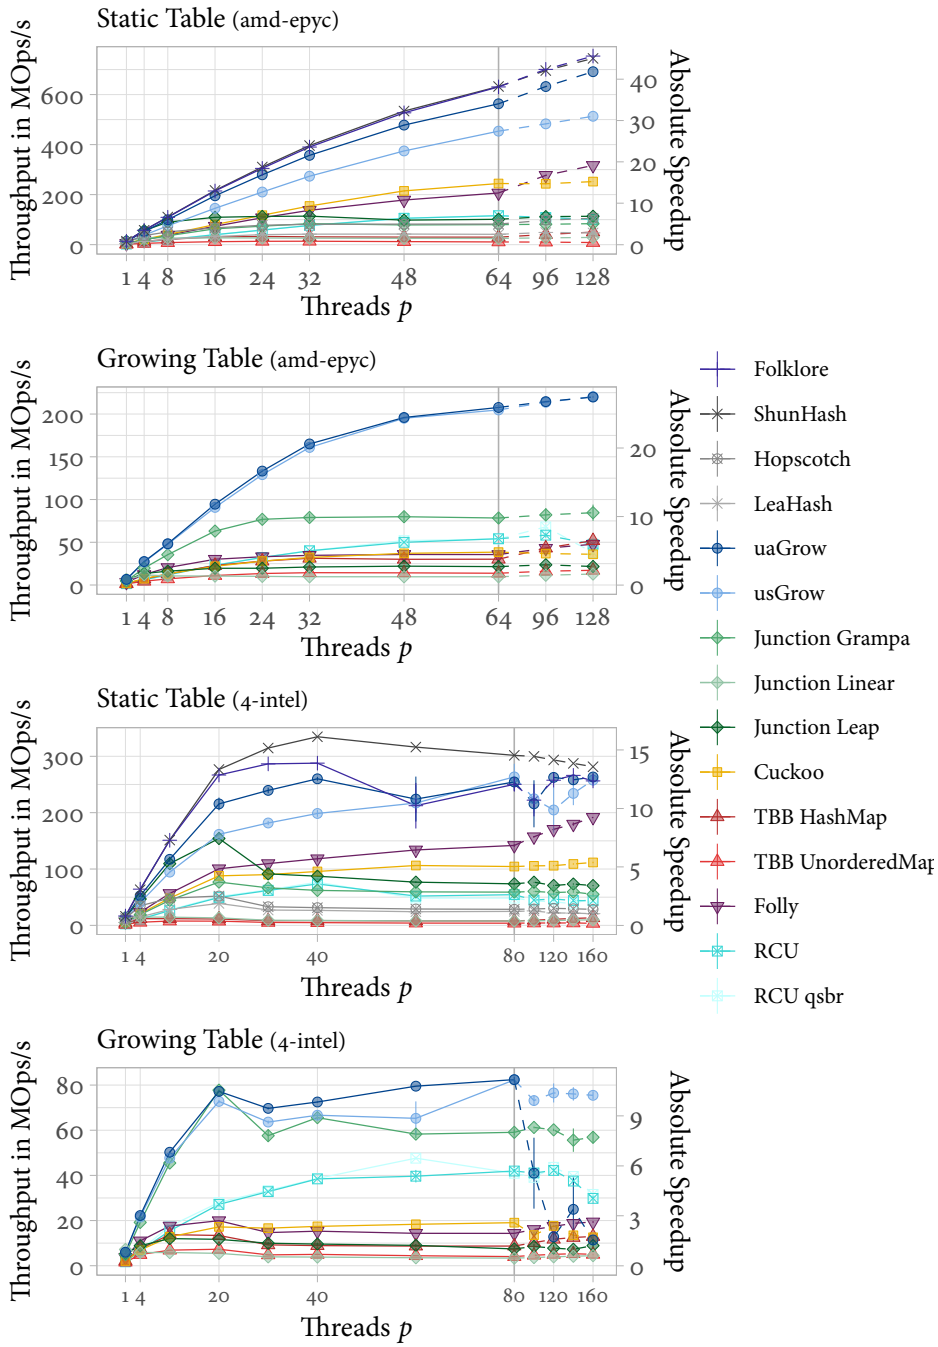 Static Table (amd-epyc)
Throughput in MOps/s
600
400
200
0
40
30
20
10
0
Absolute Speedup
1 4 8 16 24 32 48 64 96 128
Threads p
Growing Table (amd-epyc)
Throughput in MOps/s
200
150
100
50
0
20
10
0
Absolute Speedup
1 4 8 16 24 32 48 64 96 128
Threads p
Folklore
ShunHash
Hopscotch
LeaHash
uaGrow
usGrow
Junction Grampa
Junction Linear
Junction Leap
Cuckoo
TBB HashMap
TBB UnorderedMap
Folly
RCU
RCU qsbr
Static Table (4-intel)
Throughput in MOps/s
300
200
100
0
15
10
5
0
Absolute Speedup
1 4 20 40 80 120 160
Threads p
Growing Table (4-intel)
Throughput in MOps/s
80
60
40
20
0
9
6
3
0
Absolute Speedup
1 4 20 40 80 120 160
Threads p